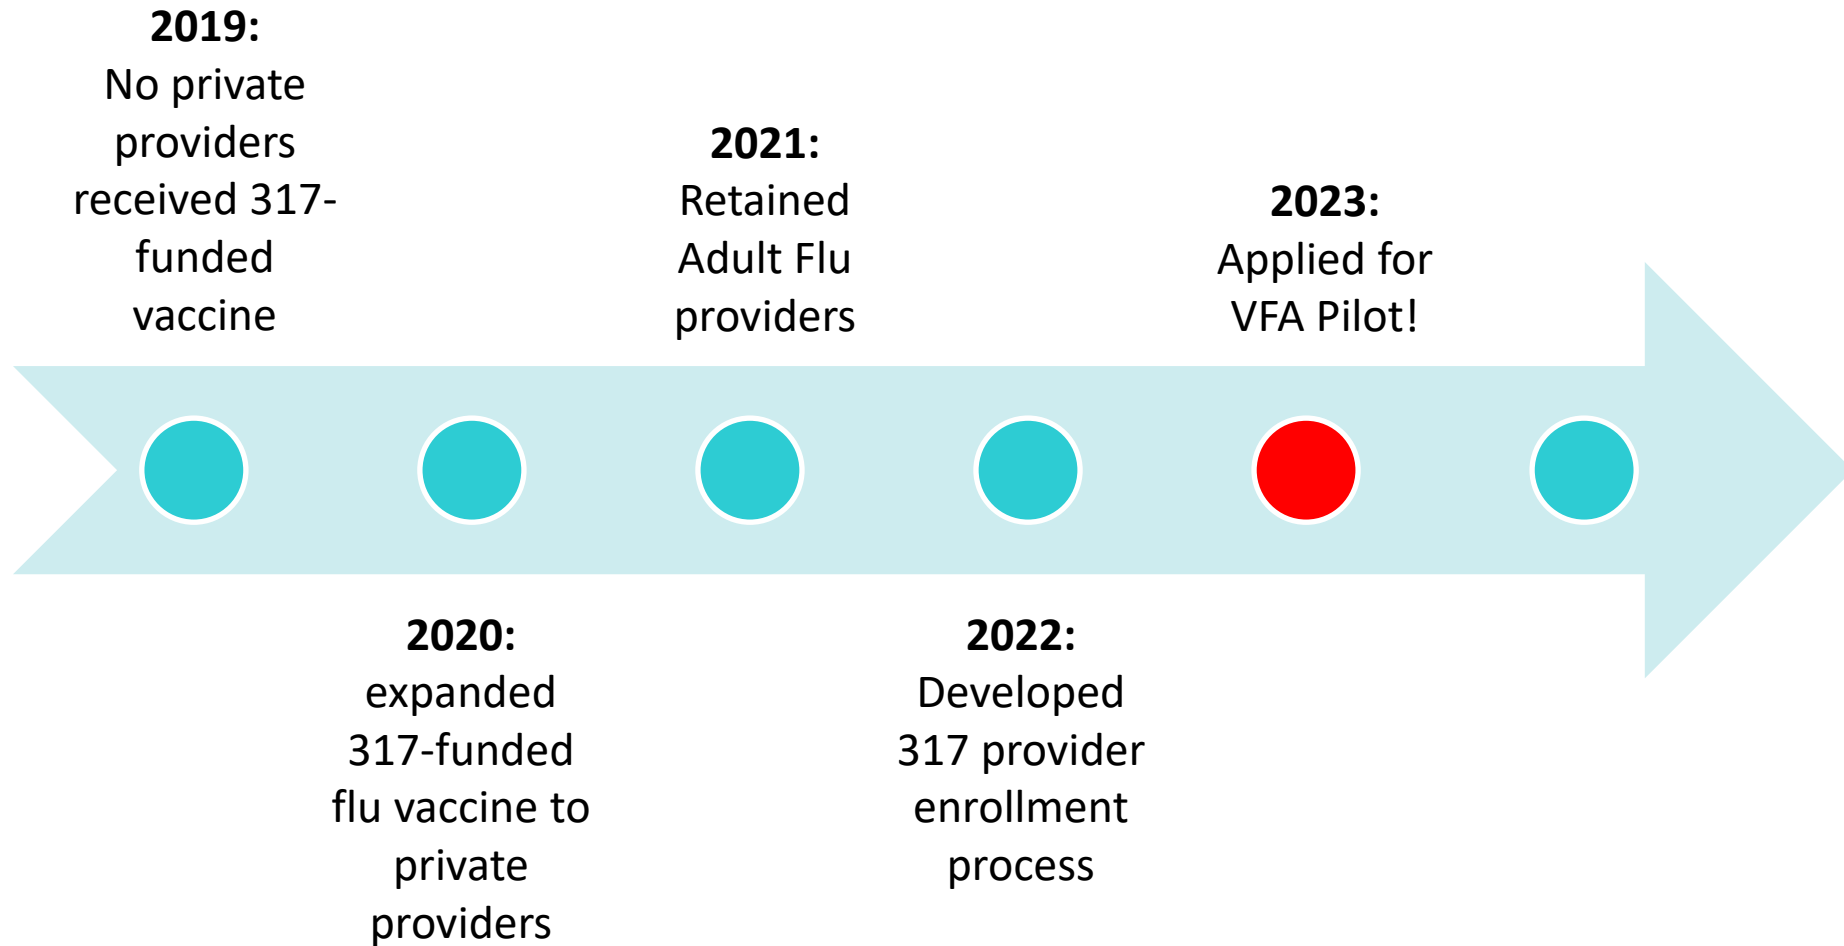 2019:
No private
providers
received 317-
funded
vaccine
2020:
expanded
317-funded
flu vaccine to
private
providers
2021:
Retained
Adult Flu
providers
2022:
Developed
317 provider
enrollment
process
2023:
Applied for
VFA Pilot!